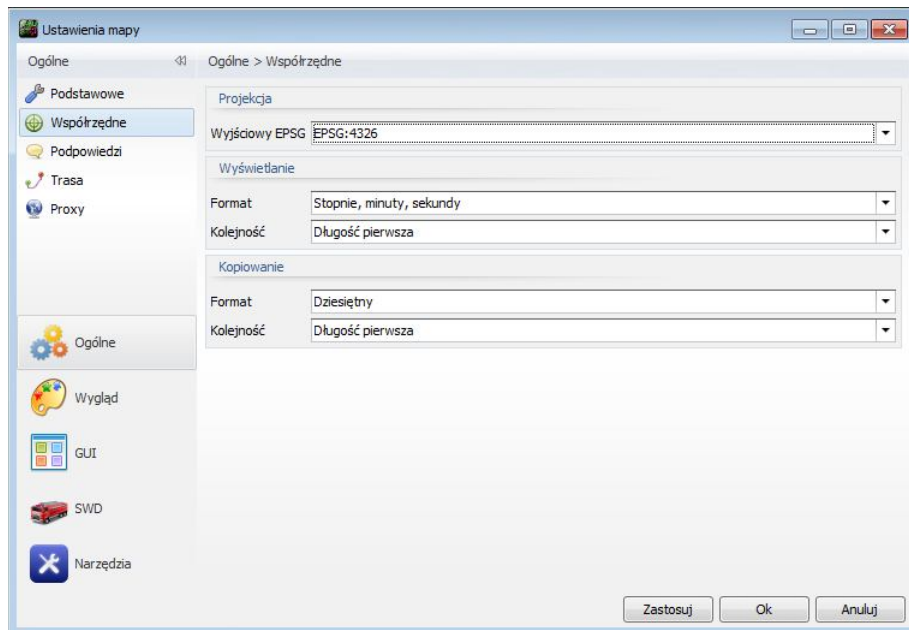 Ustawienia mapy
Ogólne
Ogólne > Współrzędne
Podstawowe
Współrzędne
Podpowiedzi
Trasa
Proxy
Projekcja
Wyjściowy EPSG EPSG:4326
Wyświetlanie
Format Stopnie, minuty, sekundy
Kolejność Długość pierwsza
Kopiowanie
Format Dziesiętny
Kolejność Długość pierwsza
Ogólne
Wygląd
GUI
SWD
Narzędzia
Zastosuj Ok Anuluj